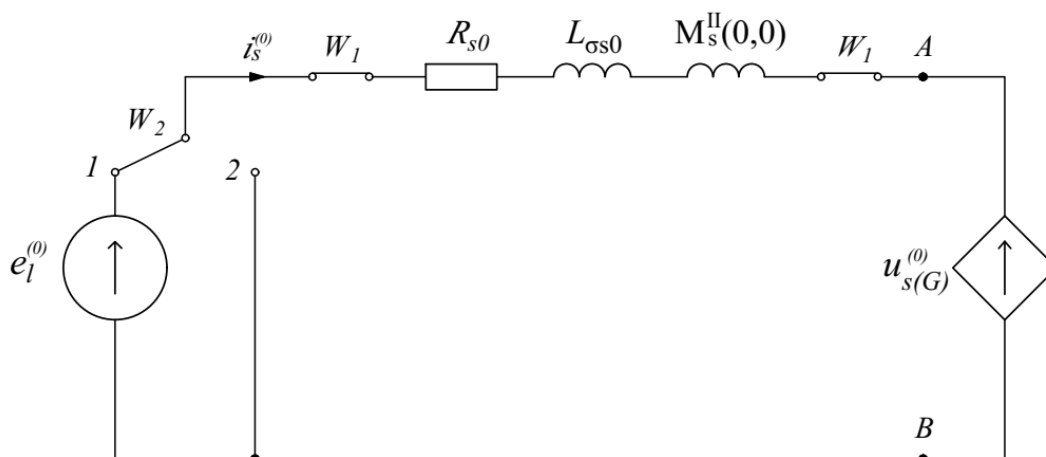 i_s^(0)
W_1
R_s0
L_σs0
M_s^II(0,0)
W_1
A
W_2
1
2
e_l^(0)
u_s(G)^(0)
B